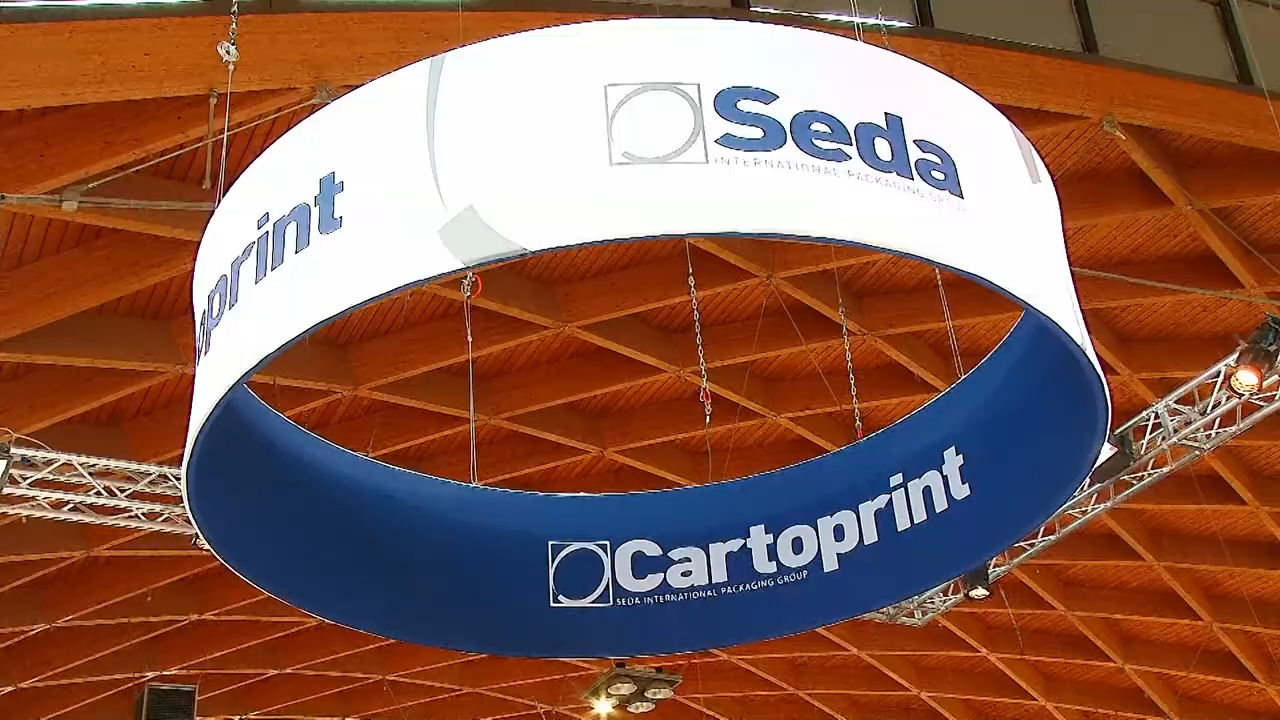 Seda
INTERNATIONAL PACKAGING GROUP
print
Cartoprint
SEDA INTERNATIONAL PACKAGING GROUP